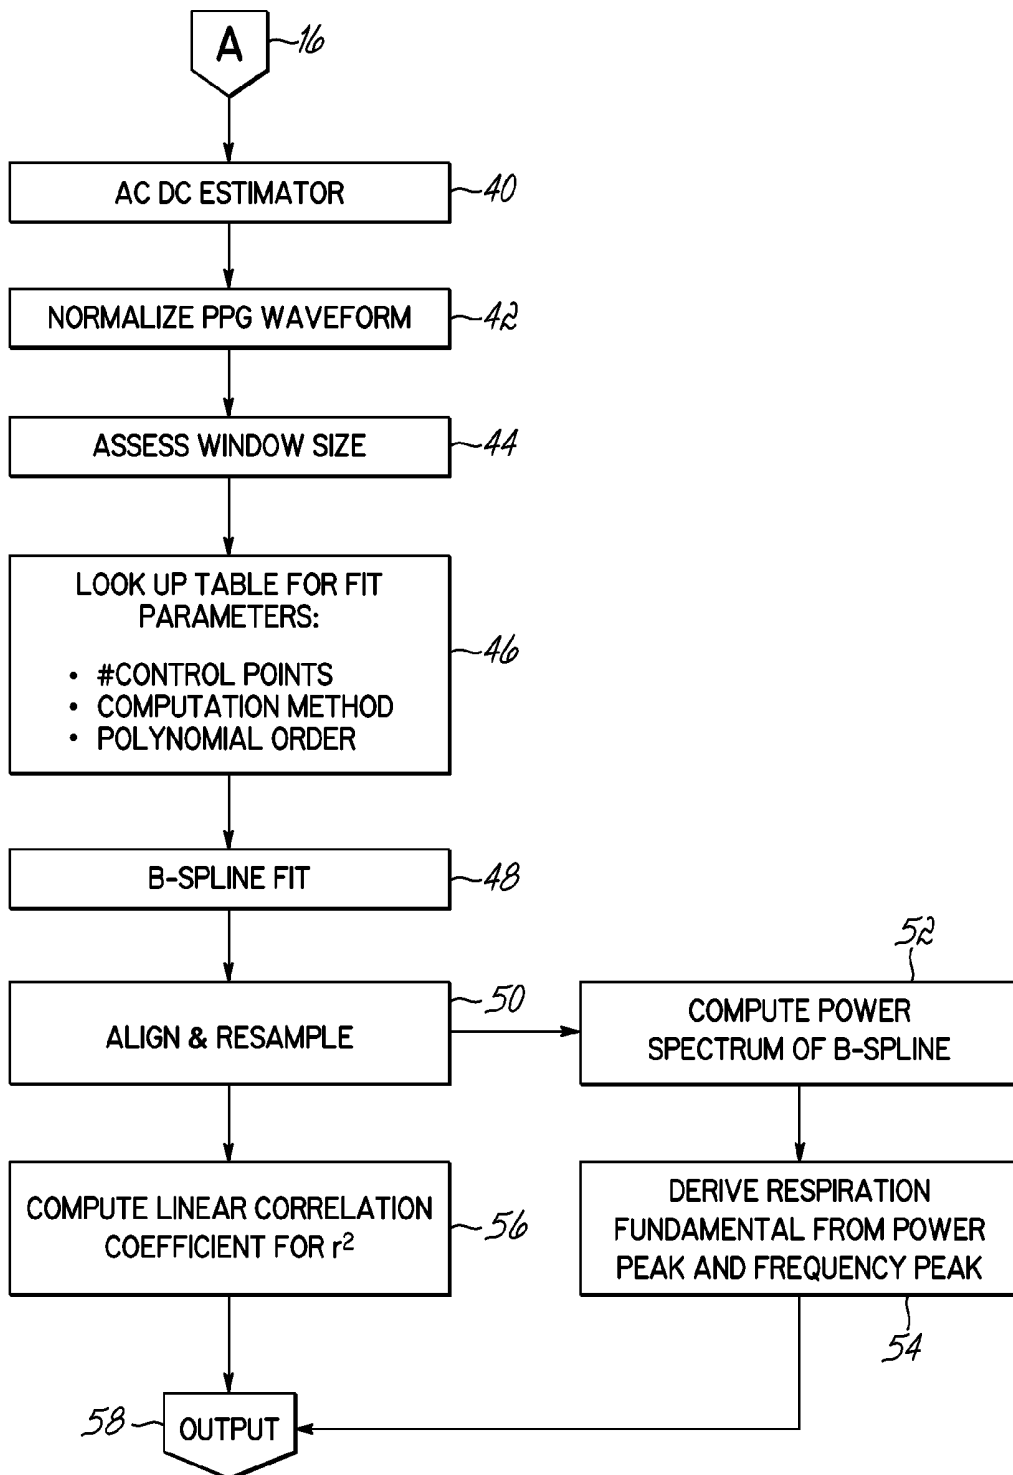 A
16
AC DC ESTIMATOR
40
NORMALIZE PPG WAVEFORM
42
ASSESS WINDOW SIZE
44
LOOK UP TABLE FOR FIT
PARAMETERS:
• #CONTROL POINTS
• COMPUTATION METHOD
• POLYNOMIAL ORDER
46
B-SPLINE FIT
48
ALIGN & RESAMPLE
50
52
COMPUTE POWER
SPECTRUM OF B-SPLINE
COMPUTE LINEAR CORRELATION
COEFFICIENT FOR r²
56
DERIVE RESPIRATION
FUNDAMENTAL FROM POWER
PEAK AND FREQUENCY PEAK
54
58
OUTPUT